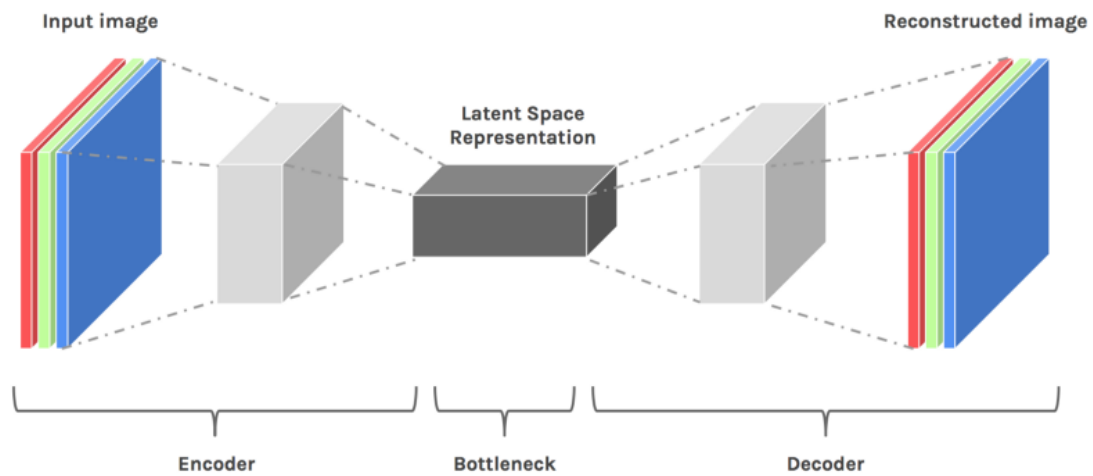 Input image
Reconstructed image
Latent Space
Representation
Encoder
Bottleneck
Decoder